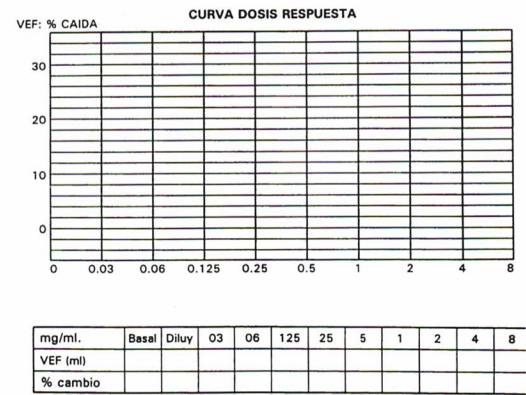 CURVA DOSIS RESPUESTA
VEF: % CAIDA
30
20
10
0
0 0.03 0.06 0.125 0.25 0.5 1 2 4 8
mg/ml. Basal Diluy 03 06 125 25 5 1 2 4 8
VEF (ml)
% cambio